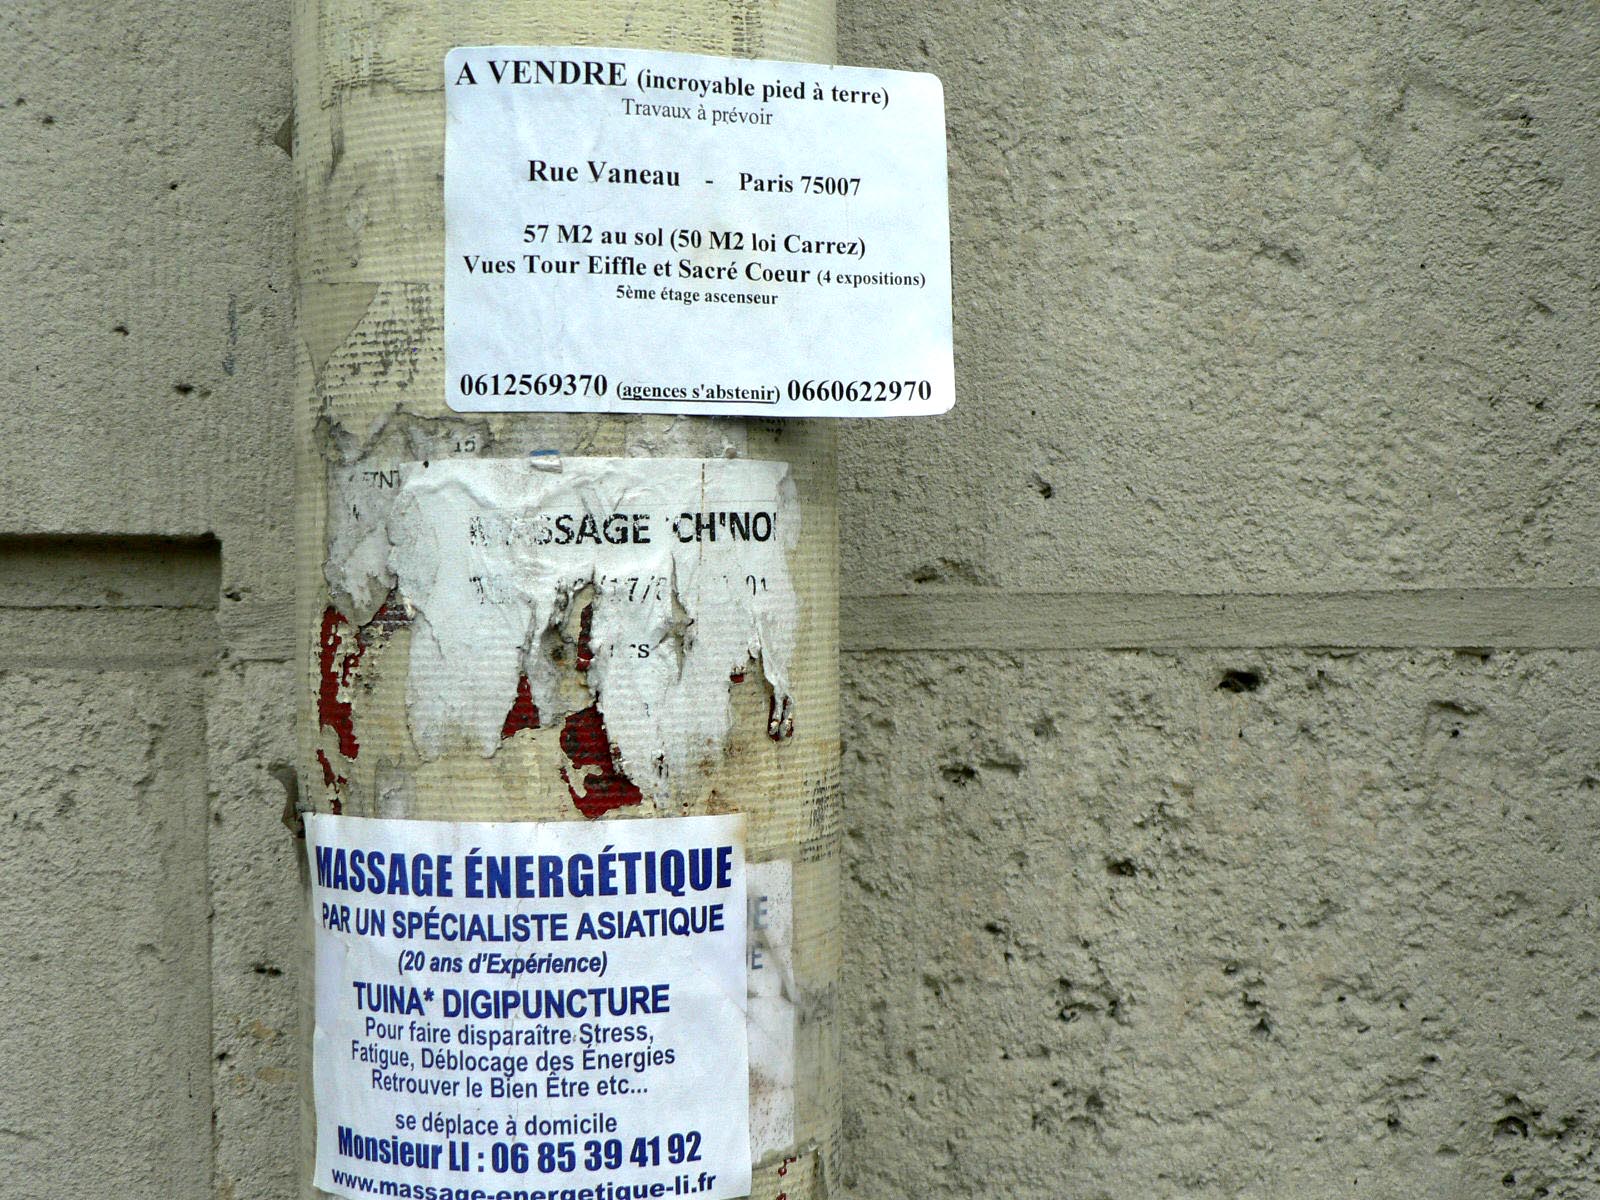 A VENDRE (incroyable pied à terre)
Travaux à prévoir
Rue Vaneau - Paris 75007
57 M2 au sol (50 M2 loi Carrez)
Vues Tour Eiffle et Sacré Coeur (4 expositions)
5ème étage ascenseur
0612569370 (agences s'abstenir) 0660622970
15
MASSAGE CH'NOI
MASSAGE ÉNERGÉTIQUE
PAR UN SPÉCIALISTE ASIATIQUE
(20 ans d'Expérience)
TUINA* DIGIPUNCTURE
Pour faire disparaître Stress,
Fatigue, Déblocage des Énergies
Retrouver le Bien Être etc...
se déplace à domicile
Monsieur LI : 06 85 39 41 92
www.massage-energetique-li.fr